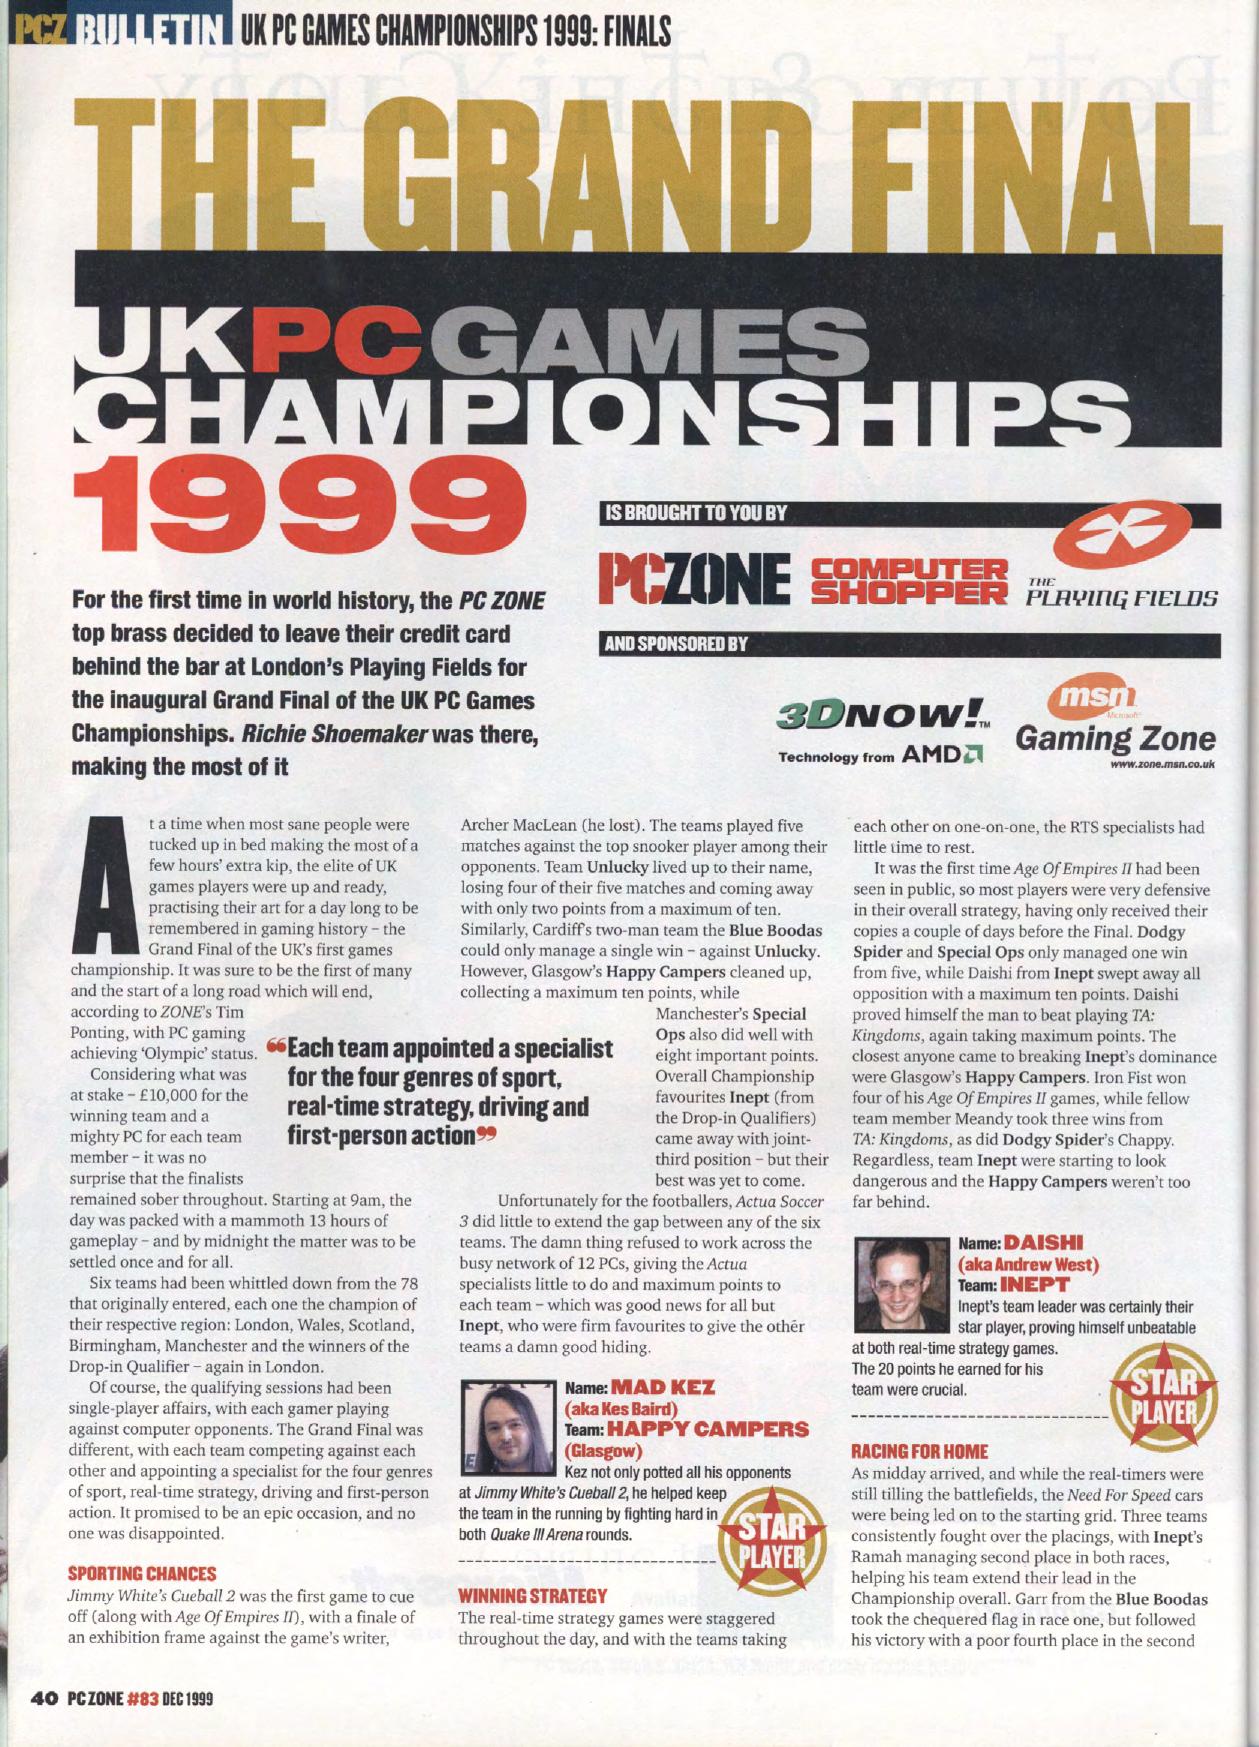 PCZ BULLETIN UK PC GAMES CHAMPIONSHIPS 1999: FINALS
THE GRAND FINAL
UK PC GAMES
CHAMPIONSHIPS
1999
IS BROUGHT TO YOU BY
PCZONE
COMPUTER
SHOPPER
THE
PLAYING FIELDS
AND SPONSORED BY
3DNOW!™
Technology from AMD
msn
Microsoft
Gaming Zone
www.zone.msn.co.uk
For the first time in world history, the PC ZONE
top brass decided to leave their credit card
behind the bar at London's Playing Fields for
the inaugural Grand Final of the UK PC Games
Championships. Richie Shoemaker was there,
making the most of it
At a time when most sane people were
tucked up in bed making the most of a
few hours' extra kip, the elite of UK
games players were up and ready,
practising their art for a day long to be
remembered in gaming history – the
Grand Final of the UK's first games
championship. It was sure to be the first of many
and the start of a long road which will end,
according to ZONE's Tim
Ponting, with PC gaming
achieving 'Olympic' status.
Considering what was
at stake – £10,000 for the
winning team and a
mighty PC for each team
member – it was no
surprise that the finalists
remained sober throughout. Starting at 9am, the
day was packed with a mammoth 13 hours of
gameplay – and by midnight the matter was to be
settled once and for all.
Six teams had been whittled down from the 78
that originally entered, each one the champion of
their respective region: London, Wales, Scotland,
Birmingham, Manchester and the winners of the
Drop-in Qualifier – again in London.
Of course, the qualifying sessions had been
single-player affairs, with each gamer playing
against computer opponents. The Grand Final was
different, with each team competing against each
other and appointing a specialist for the four genres
of sport, real-time strategy, driving and first-person
action. It promised to be an epic occasion, and no
one was disappointed.
SPORTING CHANCES
Jimmy White's Cueball 2 was the first game to cue
off (along with Age Of Empires II), with a finale of
an exhibition frame against the game's writer,
“Each team appointed a specialist
for the four genres of sport,
real-time strategy, driving and
first-person action”
Archer MacLean (he lost). The teams played five
matches against the top snooker player among their
opponents. Team Unlucky lived up to their name,
losing four of their five matches and coming away
with only two points from a maximum of ten.
Similarly, Cardiff's two-man team the Blue Boodas
could only manage a single win – against Unlucky.
However, Glasgow's Happy Campers cleaned up,
collecting a maximum ten points, while
Manchester's Special
Ops also did well with
eight important points.
Overall Championship
favourites Inept (from
the Drop-in Qualifiers)
came away with joint-
third position – but their
best was yet to come.
Unfortunately for the footballers, Actua Soccer
3 did little to extend the gap between any of the six
teams. The damn thing refused to work across the
busy network of 12 PCs, giving the Actua
specialists little to do and maximum points to
each team – which was good news for all but
Inept, who were firm favourites to give the other
teams a damn good hiding.
Name: MAD KEZ
(aka Kes Baird)
Team: HAPPY CAMPERS
(Glasgow)
Kez not only potted all his opponents
at Jimmy White's Cueball 2, he helped keep
the team in the running by fighting hard in
both Quake III Arena rounds.
STAR
PLAYER
WINNING STRATEGY
The real-time strategy games were staggered
throughout the day, and with the teams taking
each other on one-on-one, the RTS specialists had
little time to rest.
It was the first time Age Of Empires II had been
seen in public, so most players were very defensive
in their overall strategy, having only received their
copies a couple of days before the Final. Dodgy
Spider and Special Ops only managed one win
from five, while Daishi from Inept swept away all
opposition with a maximum ten points. Daishi
proved himself the man to beat playing TA:
Kingdoms, again taking maximum points. The
closest anyone came to breaking Inept's dominance
were Glasgow's Happy Campers. Iron Fist won
four of his Age Of Empires II games, while fellow
team member Meandy took three wins from
TA: Kingdoms, as did Dodgy Spider's Chappy.
Regardless, team Inept were starting to look
dangerous and the Happy Campers weren't too
far behind.
Name: DAISHI
(aka Andrew West)
Team: INEPT
Inept's team leader was certainly their
star player, proving himself unbeatable
at both real-time strategy games.
The 20 points he earned for his
team were crucial.
STAR
PLAYER
RACING FOR HOME
As midday arrived, and while the real-timers were
still tilling the battlefields, the Need For Speed cars
were being led on to the starting grid. Three teams
consistently fought over the placings, with Inept's
Ramah managing second place in both races,
helping his team extend their lead in the
Championship overall. Garr from the Blue Boodas
took the chequered flag in race one, but followed
his victory with a poor fourth place in the second
40 PCZONE #83 DEC 1999